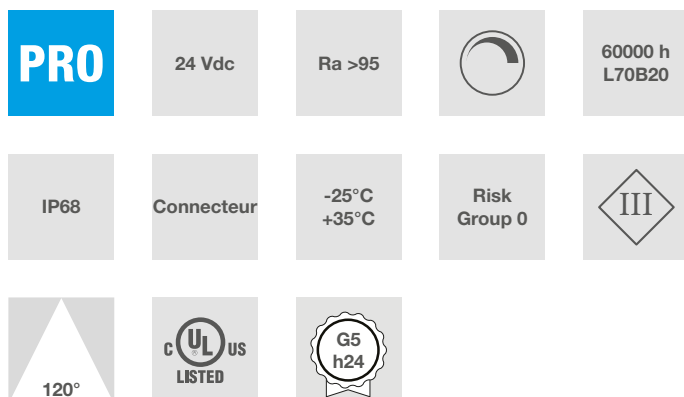 PRO
24 Vdc
Ra >95
60000 h
L70B20
IP68
Connecteur
-25°C
+35°C
Risk
Group 0
III
120°
C UL US
®
LISTED
G5
h24